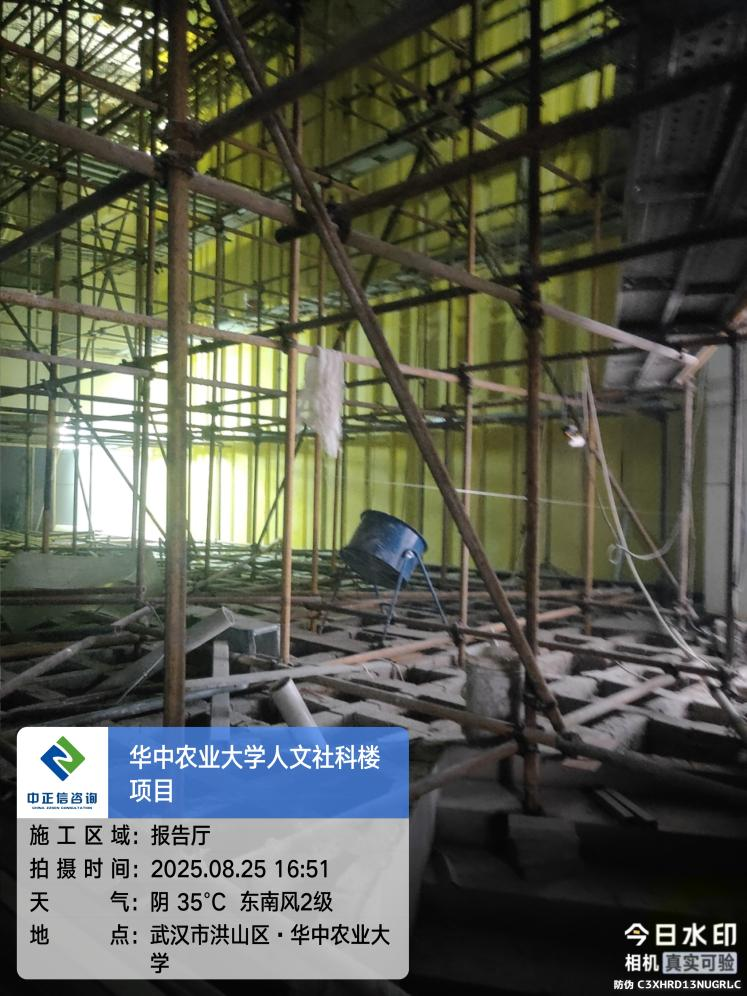 中正信咨询
CHINA ZZXIN CONSULTATION
华中农业大学人文社科楼
项目
施工区域：报告厅
拍摄时间：2025.08.25 16:51
天气：阴 35℃ 东南风2级
地点：武汉市洪山区·华中农业大
学
今日水印
相机 真实可验
防伪 C3XHRD13NUGRLC